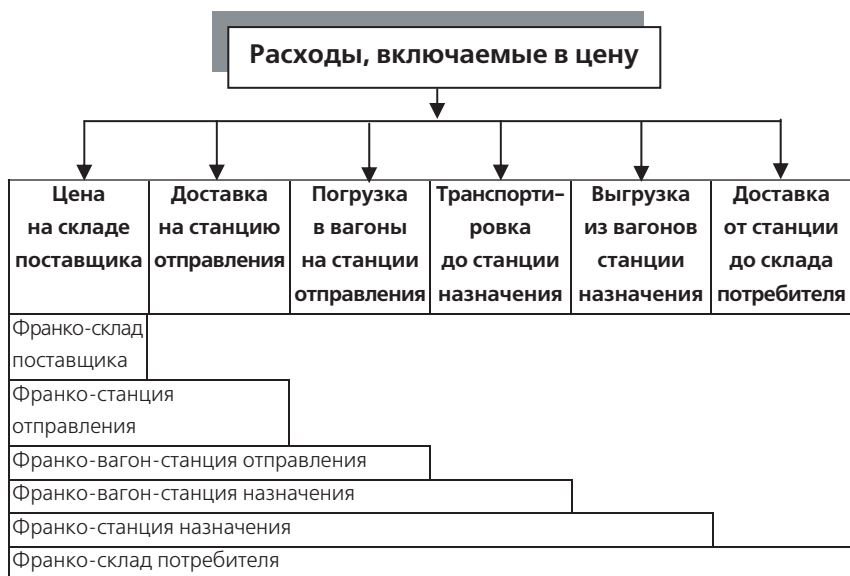 Расходы, включаемые в цену
Цена
на складе
поставщика
Доставка
на станцию
отправления
Погрузка
в вагоны
на станции
отправления
Транспорти-
ровка
до станции
назначения
Выгрузка
из вагонов
станции
назначения
Доставка
от станции
до склада
потребителя
Франко-склад
поставщика
Франко-станция
отправления
Франко-вагон-станция отправления
Франко-вагон-станция назначения
Франко-станция назначения
Франко-склад потребителя